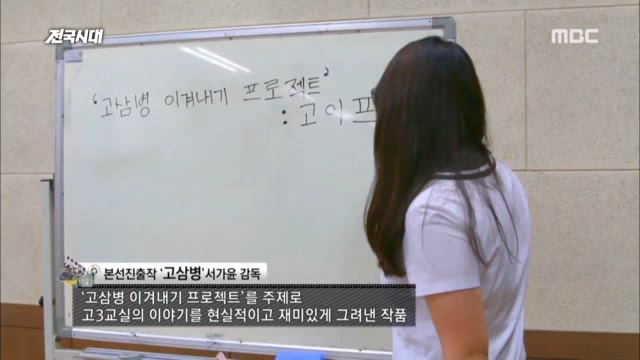 전국시대
MBC
'고삼병 이겨내기 프로젝트'
: 고이프
본선진출작 '고삼병' 서가윤 감독
'고삼병 이겨내기 프로젝트'를 주제로
고3교실의 이야기를 현실적이고 재미있게 그려낸 작품